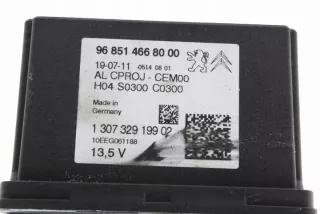 96 851 466 80 00
19-07-11 -0514 08 01
AL CPROJ - CEM00
H04 S0300 C0300
Made in
Germany
1 307 329 199 02
10EEG061188
13,5 V